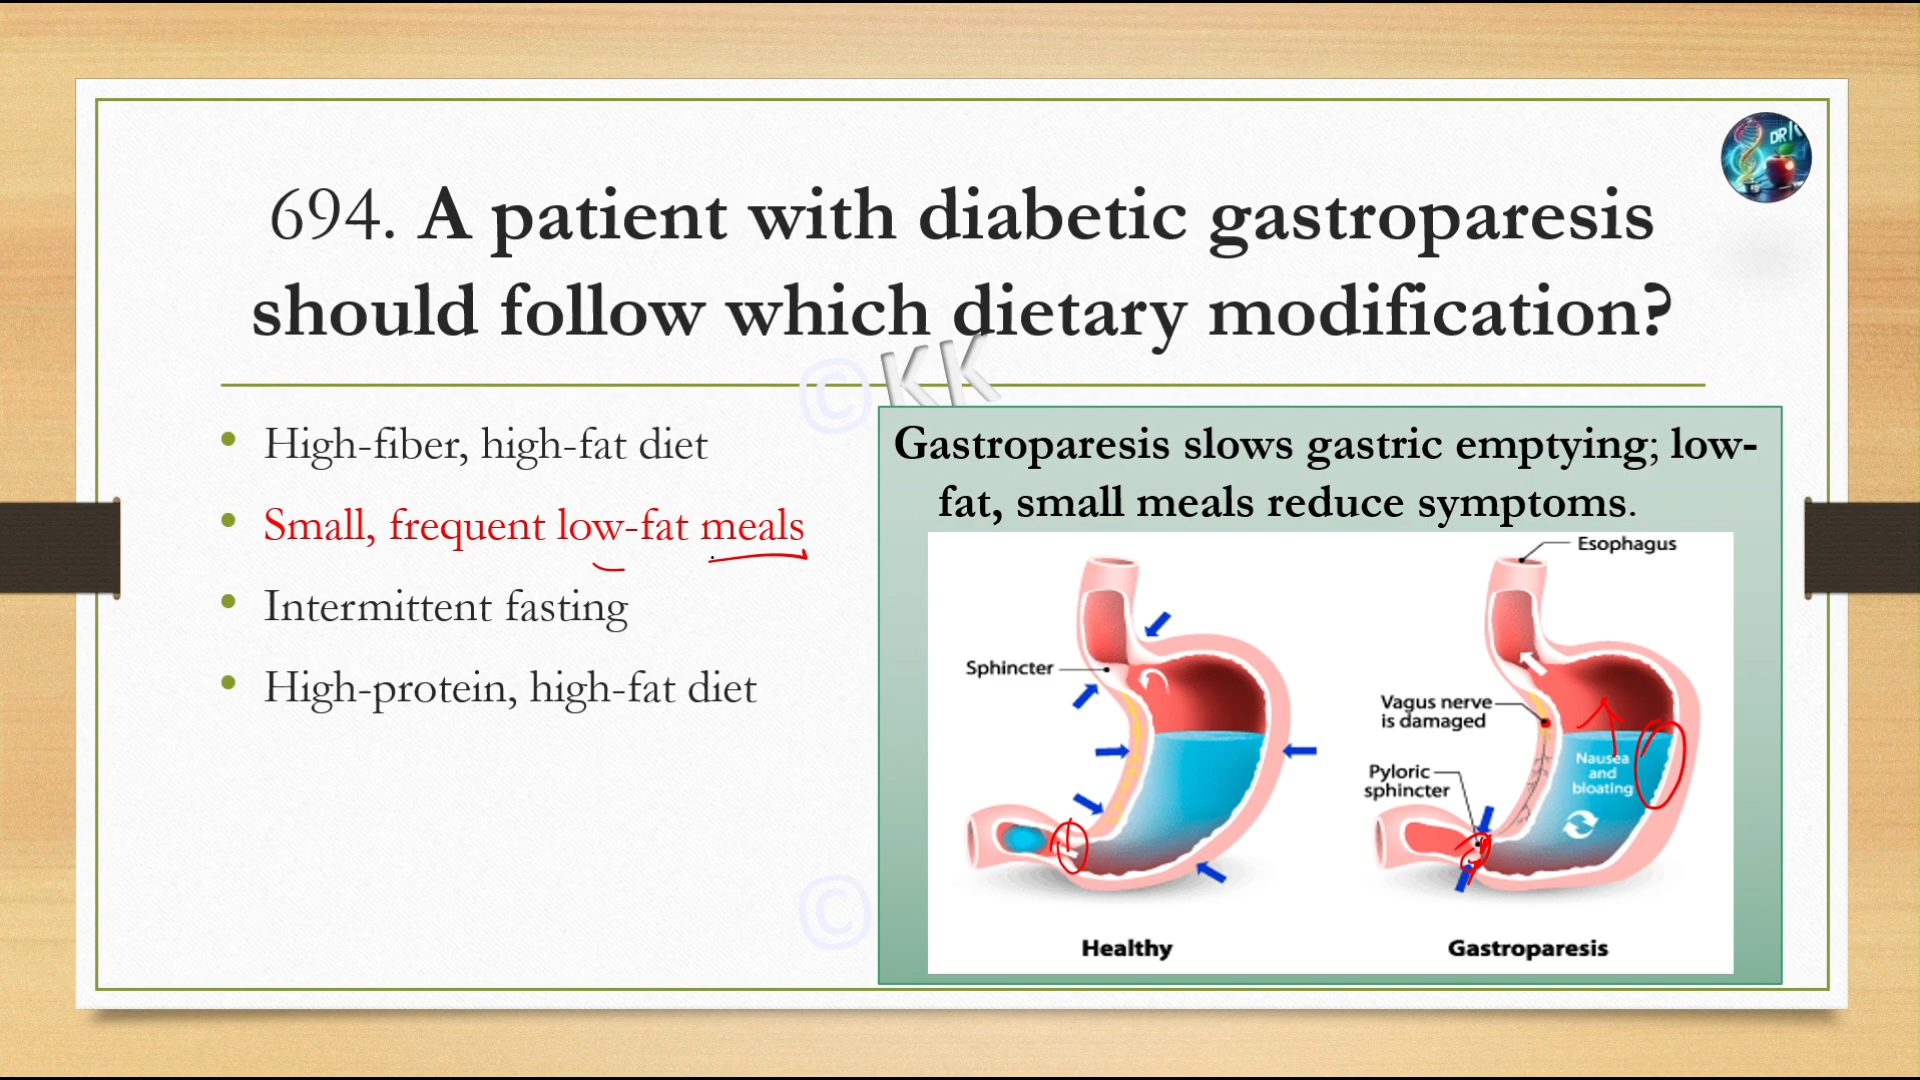 DR K
694. A patient with diabetic gastroparesis
should follow which dietary modification?
©KK
• High-fiber, high-fat diet
• Small, frequent low-fat meals
• Intermittent fasting
• High-protein, high-fat diet
©
Gastroparesis slows gastric emptying; low-
fat, small meals reduce symptoms.
Sphincter
Healthy
Esophagus
Vagus nerve
is damaged
Pyloric
sphincter
Nausea
and
bloating
Gastroparesis